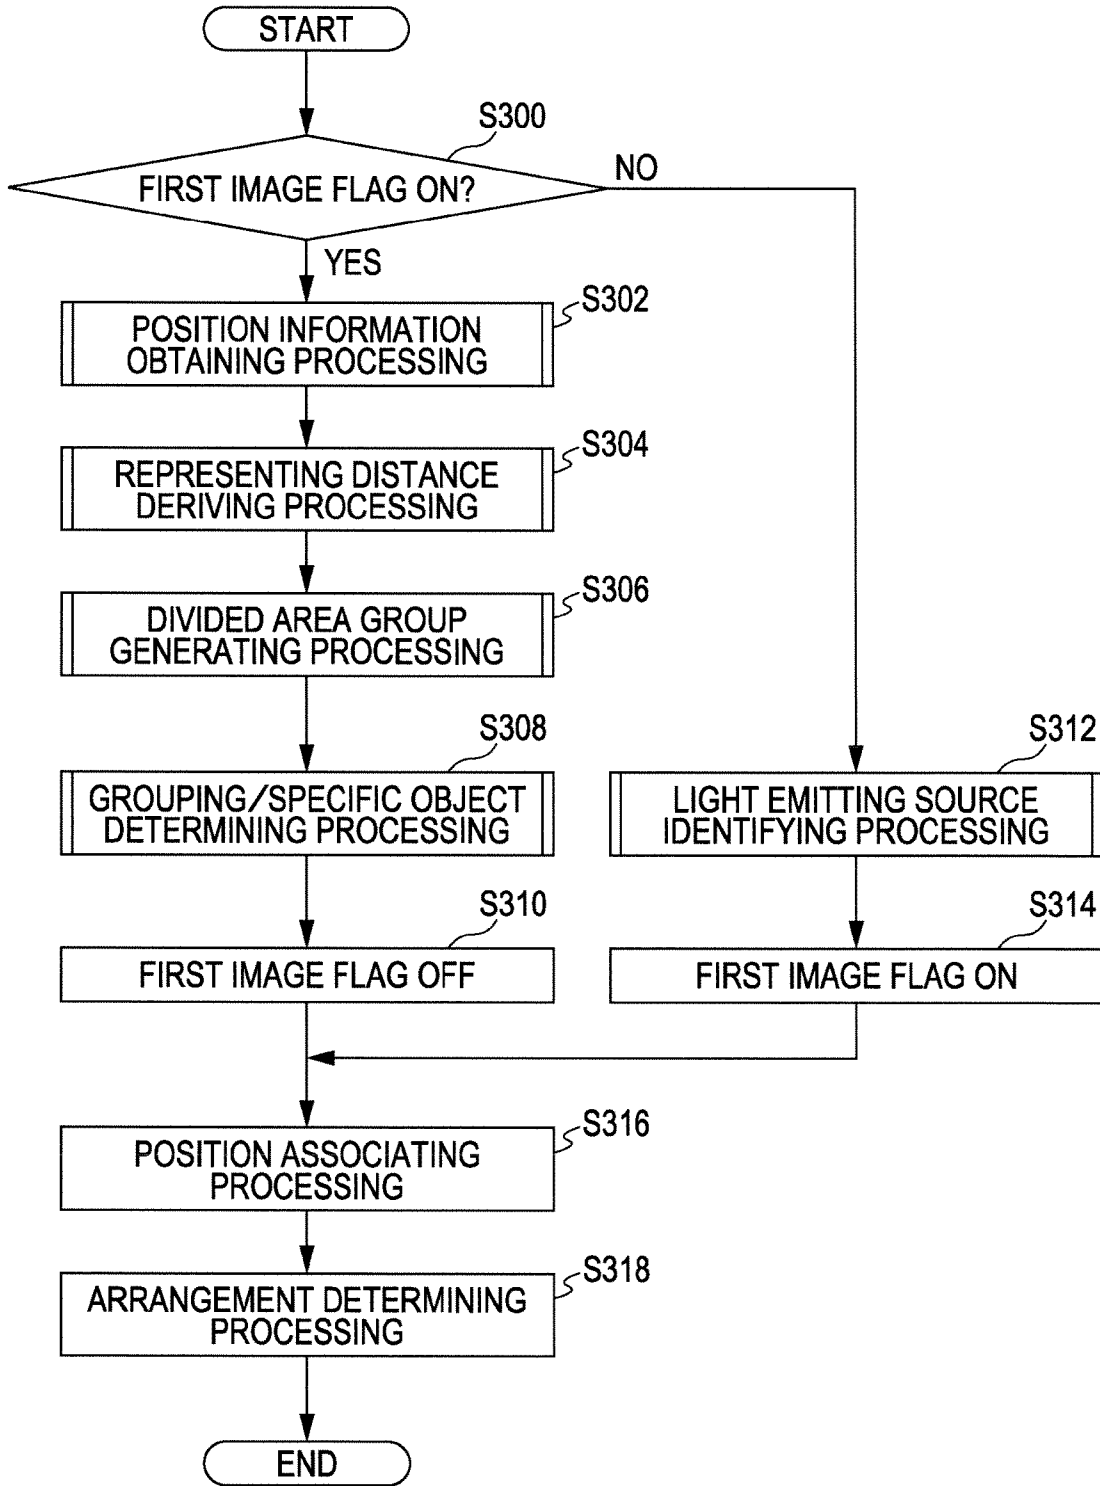 START
S300
FIRST IMAGE FLAG ON?
NO
YES
S302
POSITION INFORMATION
OBTAINING PROCESSING
S304
REPRESENTING DISTANCE
DERIVING PROCESSING
S306
DIVIDED AREA GROUP
GENERATING PROCESSING
S308
GROUPING/SPECIFIC OBJECT
DETERMINING PROCESSING
S312
LIGHT EMITTING SOURCE
IDENTIFYING PROCESSING
S310
FIRST IMAGE FLAG OFF
S314
FIRST IMAGE FLAG ON
S316
POSITION ASSOCIATING
PROCESSING
S318
ARRANGEMENT DETERMINING
PROCESSING
END